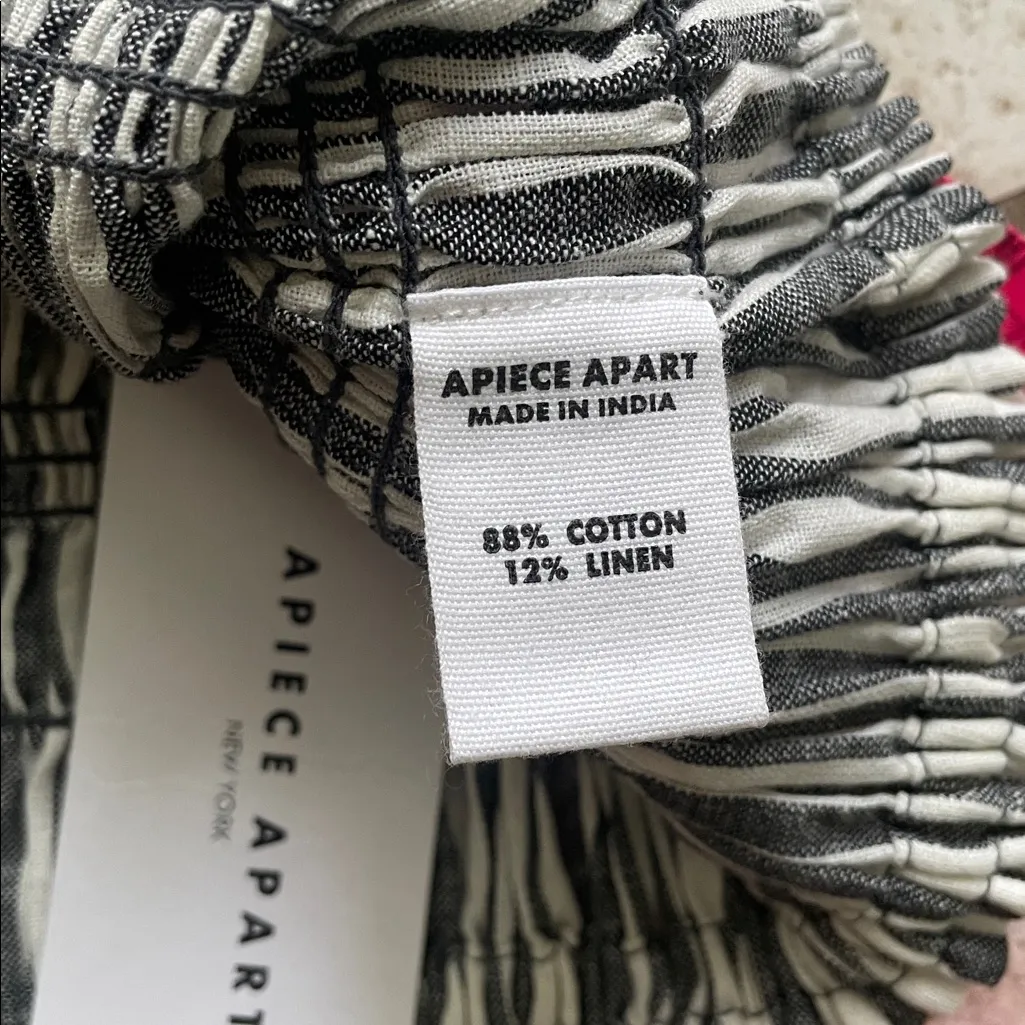 APIECE APART
MADE IN INDIA
88% COTTON
12% LINEN
APIECE APART
NEW YORK